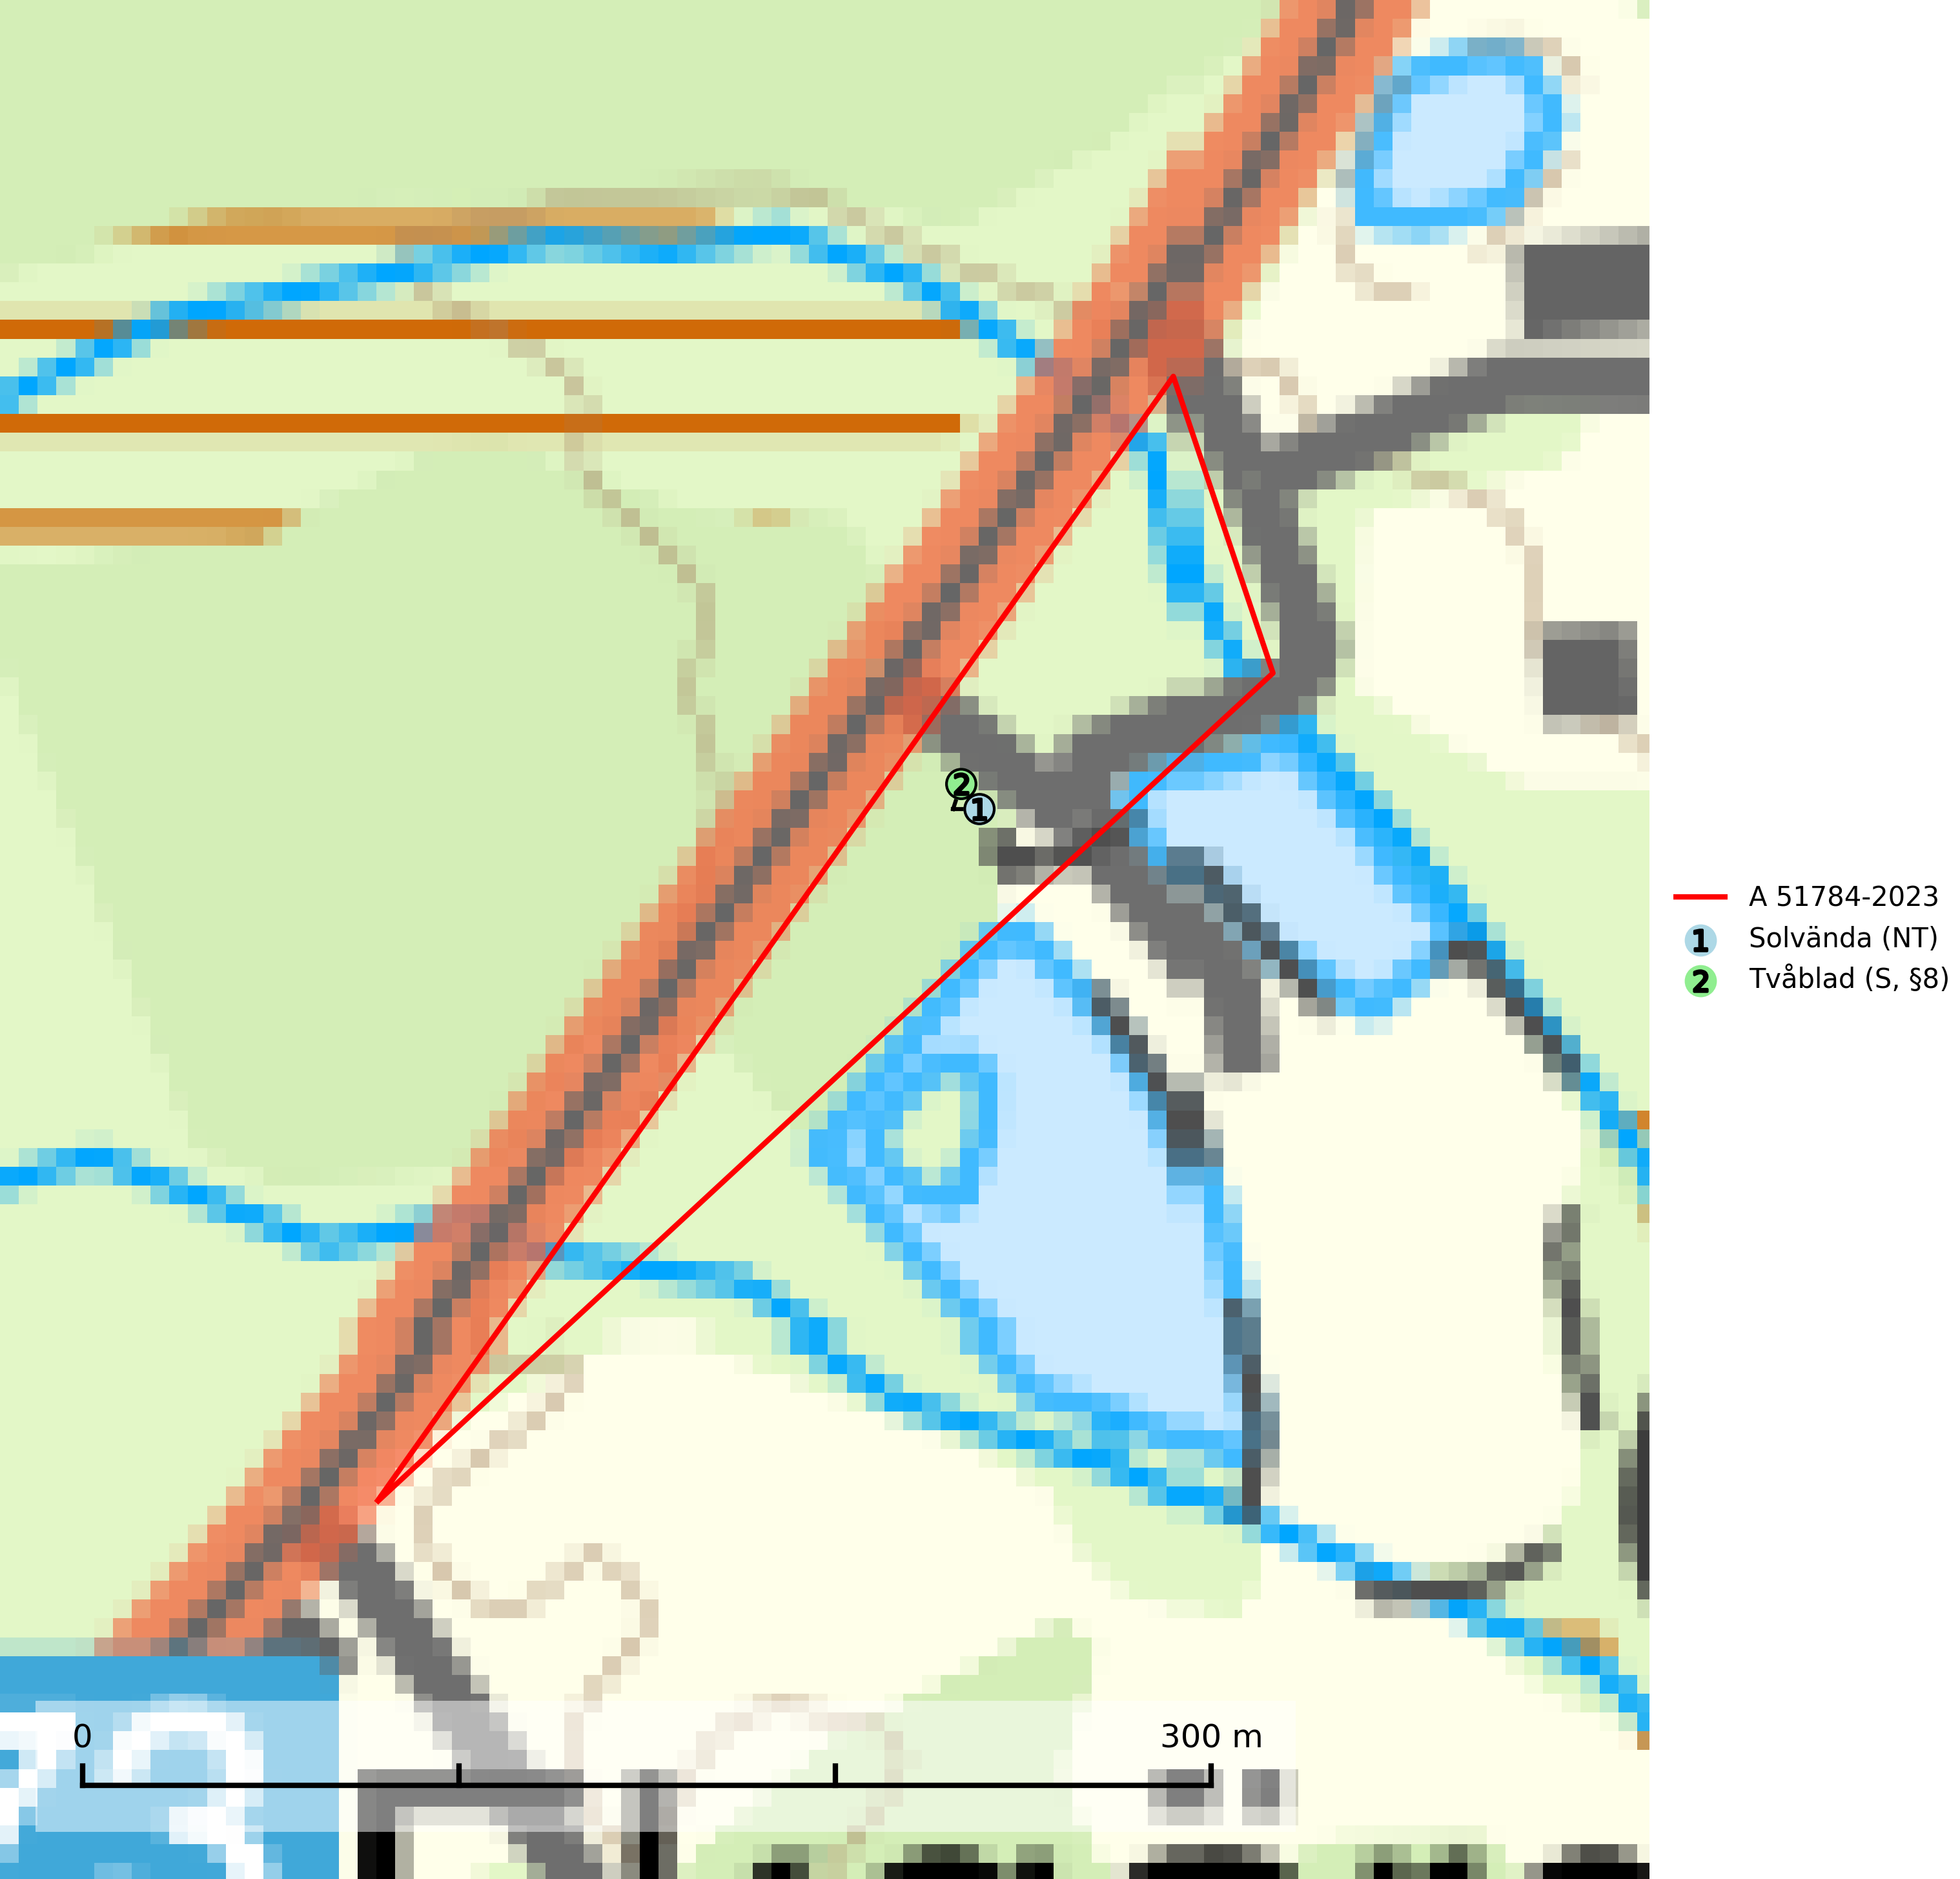 2
1
A 51784-2023
1 Solvända (NT)
2 Tvåblad (S, §8)
0 300 m